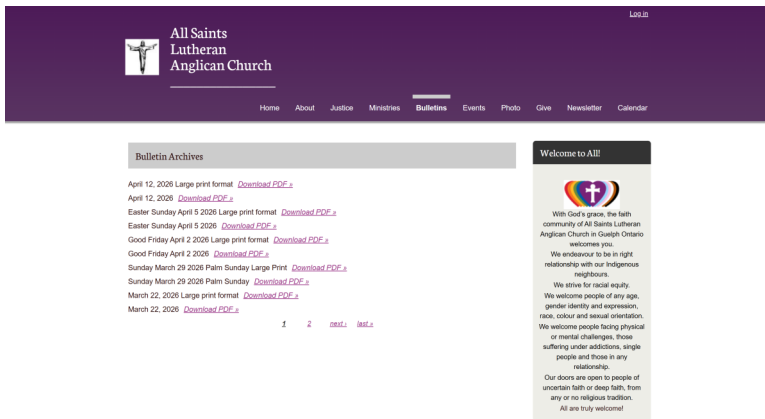 Log in
All Saints
Lutheran
Anglican Church
Home About Justice Ministries Bulletins Events Photo Give Newsletter Calendar
Bulletin Archives
April 12, 2026 Large print format Download PDF »
April 12, 2026 Download PDF »
Easter Sunday April 5 2026 Large print format Download PDF »
Easter Sunday April 5 2026 Download PDF »
Good Friday April 2 2026 Large print format Download PDF »
Good Friday April 2 2026 Download PDF »
Sunday March 29 2026 Palm Sunday Large Print Download PDF »
Sunday March 29 2026 Palm Sunday Download PDF »
March 22, 2026 Large print format Download PDF »
March 22, 2026 Download PDF »
1 2 next › last »
Welcome to All!
With God's grace, the faith
community of All Saints Lutheran
Anglican Church in Guelph Ontario
welcomes you.
We endeavour to be in right
relationship with our Indigenous
neighbours.
We strive for racial equity.
We welcome people of any age,
gender identity and expression,
race, colour and sexual orientation.
We welcome people facing physical
or mental challenges, those
suffering under addictions, single
people and those in any
relationship.
Our doors are open to people of
uncertain faith or deep faith, from
any or no religious tradition.
All are truly welcome!